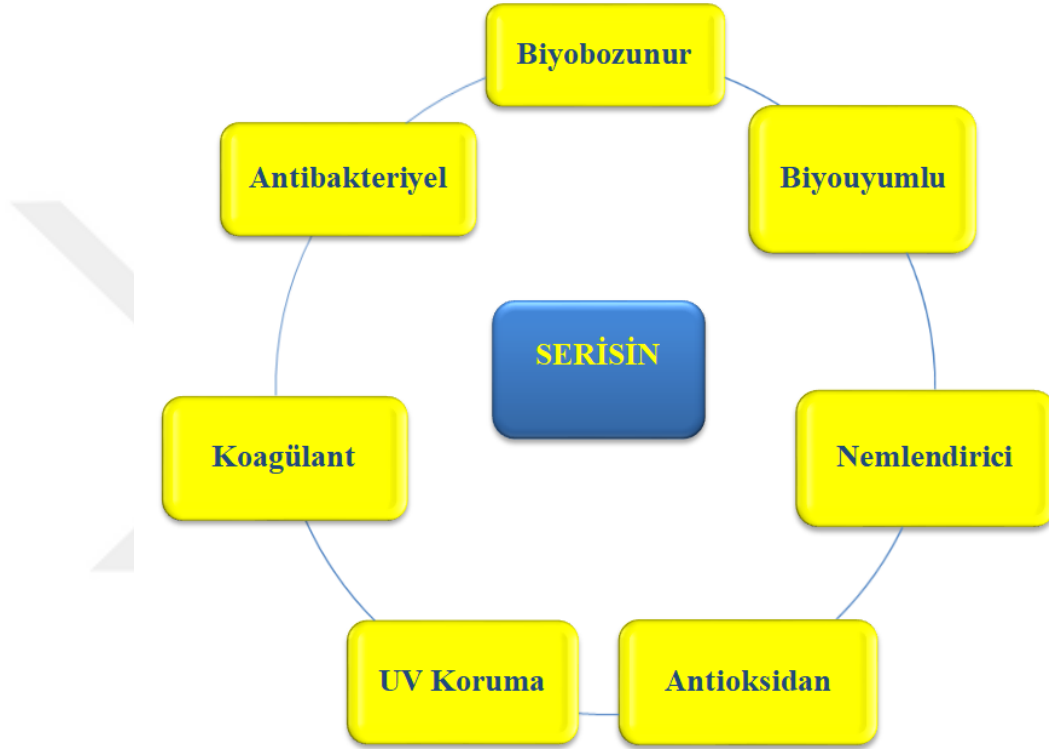 Biyobozunur
Antibakteriyel
Biyouyumlu
SERİSİN
Koagülant
Nemlendirici
UV Koruma
Antioksidan